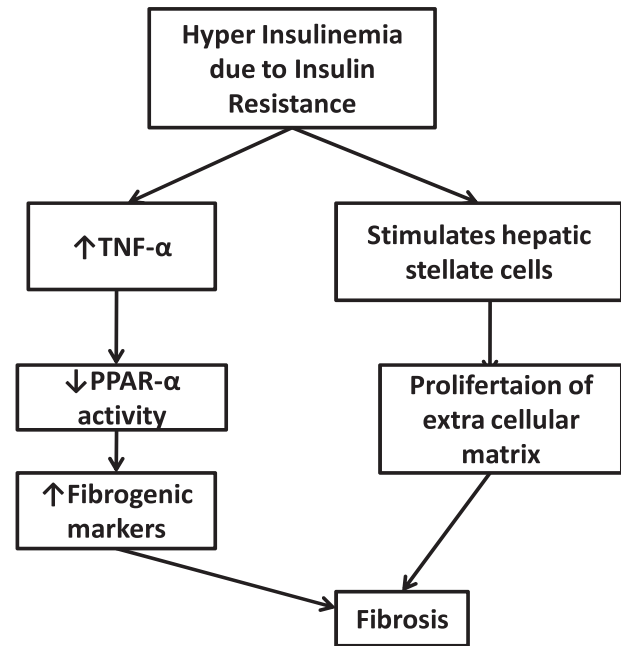 Hyper Insulinemia
due to Insulin
Resistance
↑TNF-α
Stimulates hepatic
stellate cells
↓PPAR-α
activity
Prolifertaion of
extra cellular
matrix
↑Fibrogenic
markers
Fibrosis